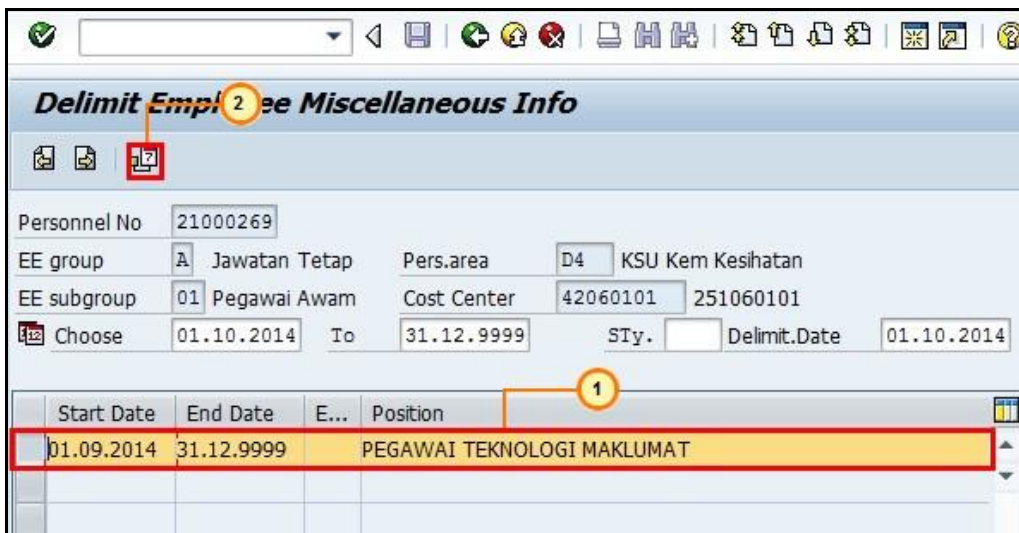 Delimit Empl 2 ee Miscellaneous Info
Personnel No 21000269
EE group A Jawatan Tetap Pers.area D4 KSU Kem Kesihatan
EE subgroup 01 Pegawai Awam Cost Center 42060101 251060101
12 Choose 01.10.2014 To 31.12.9999 STy. Delimit.Date 01.10.2014
1
Start Date End Date E... Position
01.09.2014 31.12.9999 PEGAWAI TEKNOLOGI MAKLUMAT